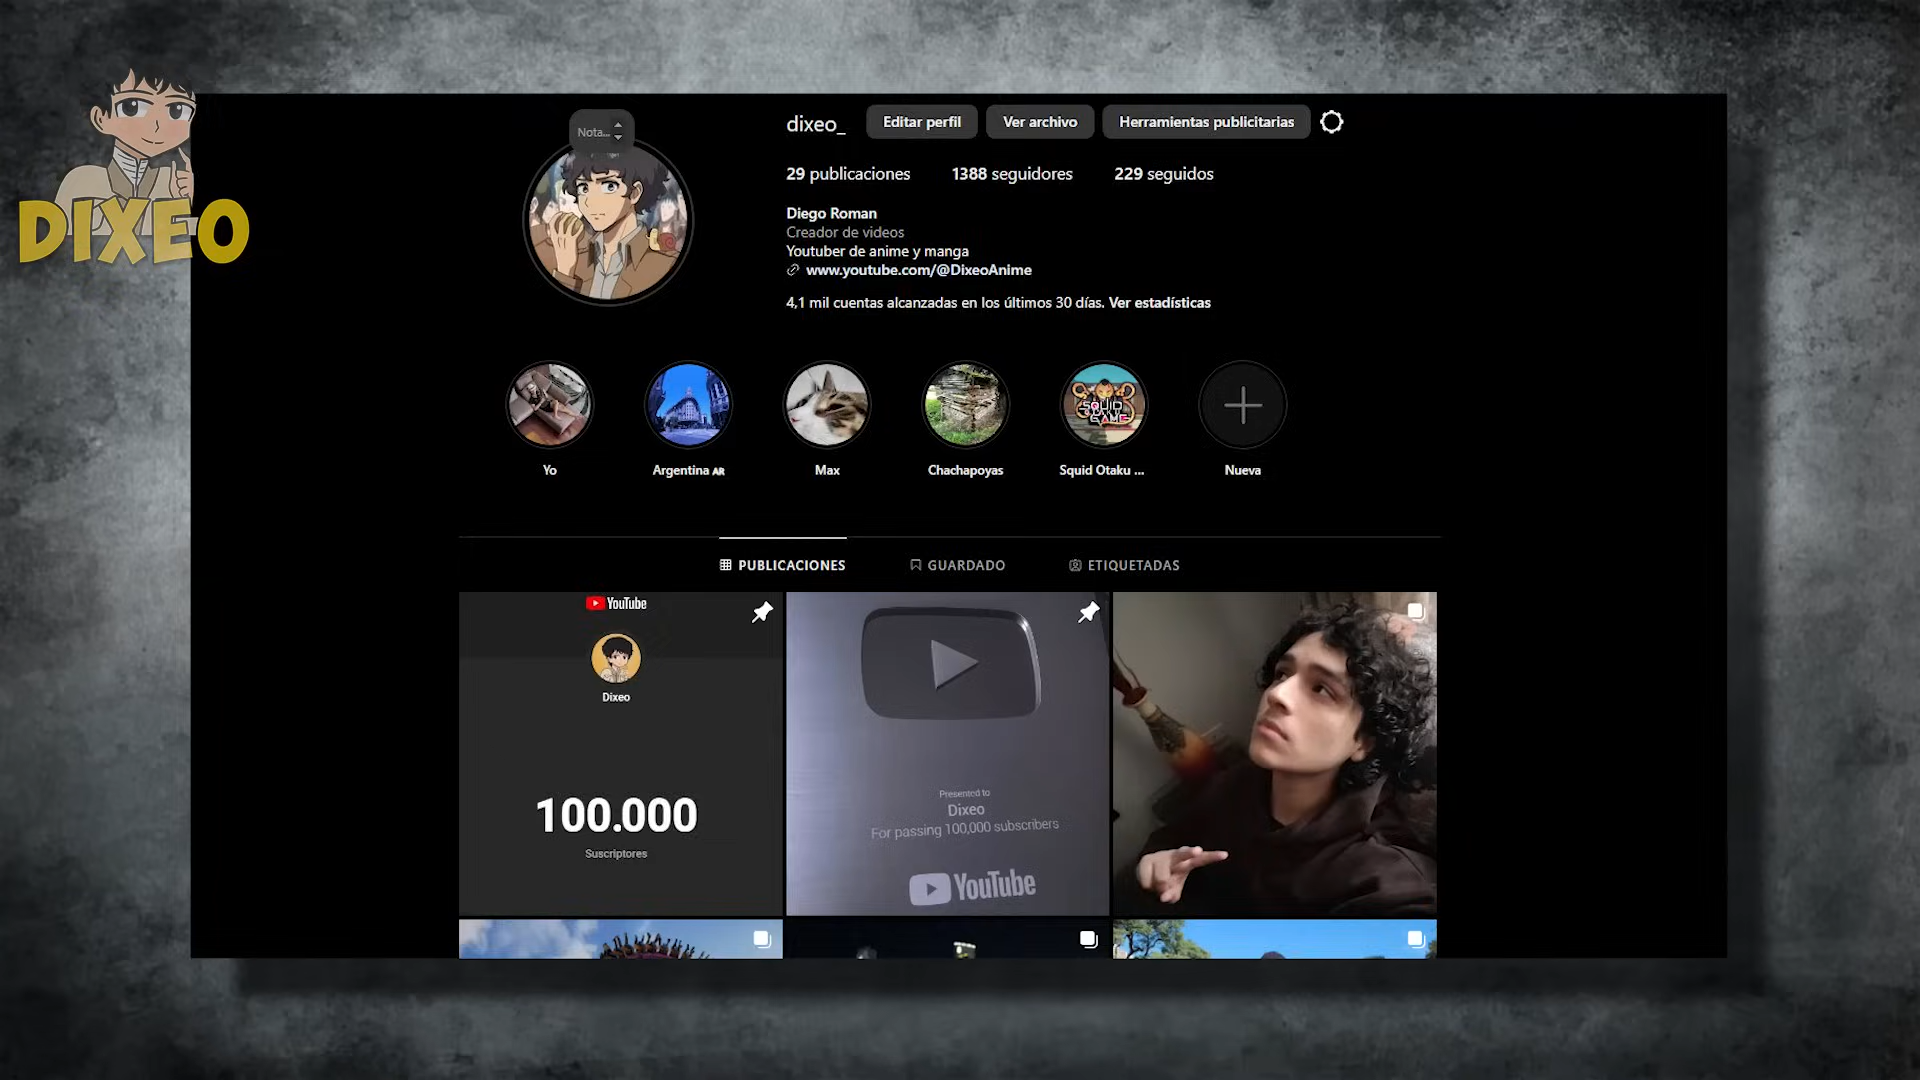 DIXEO
Nota...
dixeo_
Editar perfil
Ver archivo
Herramientas publicitarias
29 publicaciones
1388 seguidores
229 seguidos
Diego Roman
Creador de videos
Youtuber de anime y manga
www.youtube.com/@DixeoAnime
4,1 mil cuentas alcanzadas en los últimos 30 días. Ver estadísticas
SQUID
OTAKU
GAME
Yo
Argentina AR
Max
Chachapoyas
Squid Otaku ...
Nueva
PUBLICACIONES
GUARDADO
ETIQUETADAS
YouTube
Dixeo
100.000
Suscriptores
Presented to
Dixeo
For passing 100,000 subscribers
YouTube